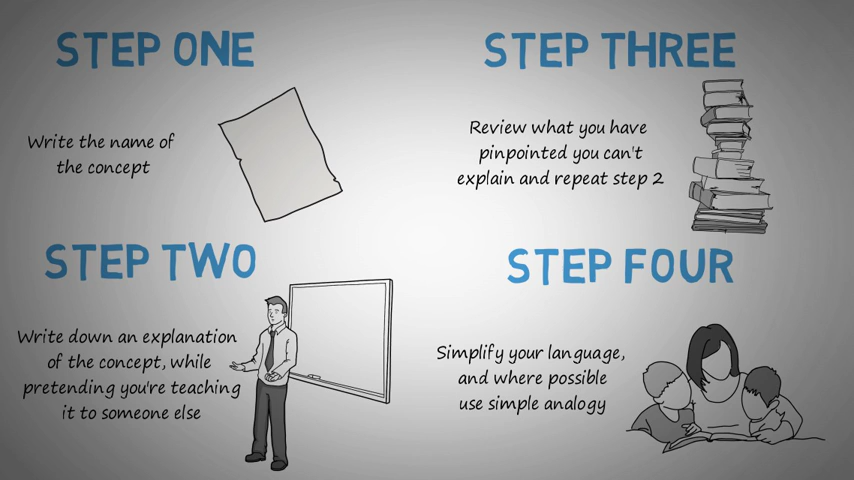 STEP ONE
Write the name of
the concept
STEP TWO
Write down an explanation
of the concept, while
pretending you're teaching
it to someone else
STEP THREE
Review what you have
pinpointed you can't
explain and repeat step 2
STEP FOUR
Simplify your language,
and where possible
use simple analogy